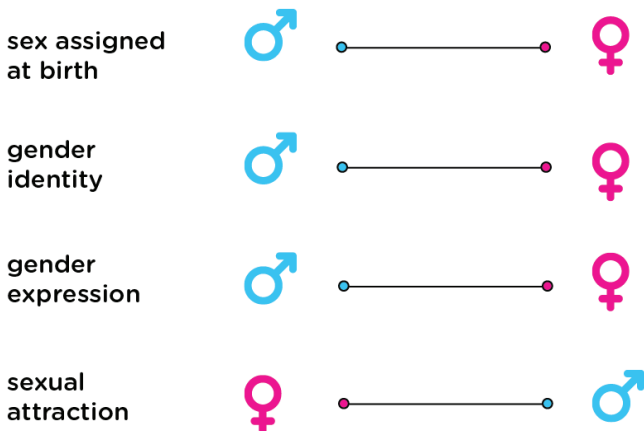 sex assigned
at birth
gender
identity
gender
expression
sexual
attraction